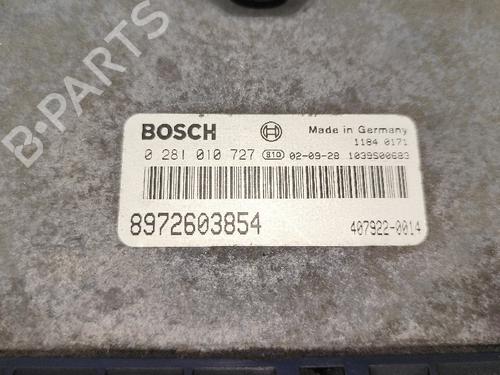 B-PARTS
BOSCH Made in Germany
1184 0171
0 281 010 727 810 02-09-28 1039S00683
8972603854 407922-0014